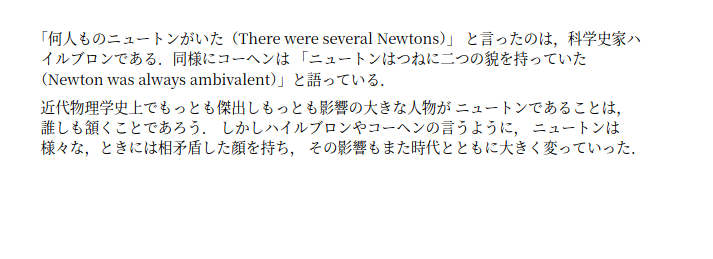 「何人ものニュートンがいた（There were several Newtons）」 と言ったのは，科学史家ハ
イルブロンである．同様にコーヘンは 「ニュートンはつねに二つの貌を持っていた
（Newton was always ambivalent）」と語っている．
近代物理学史上でもっとも傑出しもっとも影響の大きな人物が ニュートンであることは，
誰しも頷くことであろう． しかしハイルブロンやコーヘンの言うように， ニュートンは
様々な，ときには相矛盾した顔を持ち， その影響もまた時代とともに大きく変っていった．